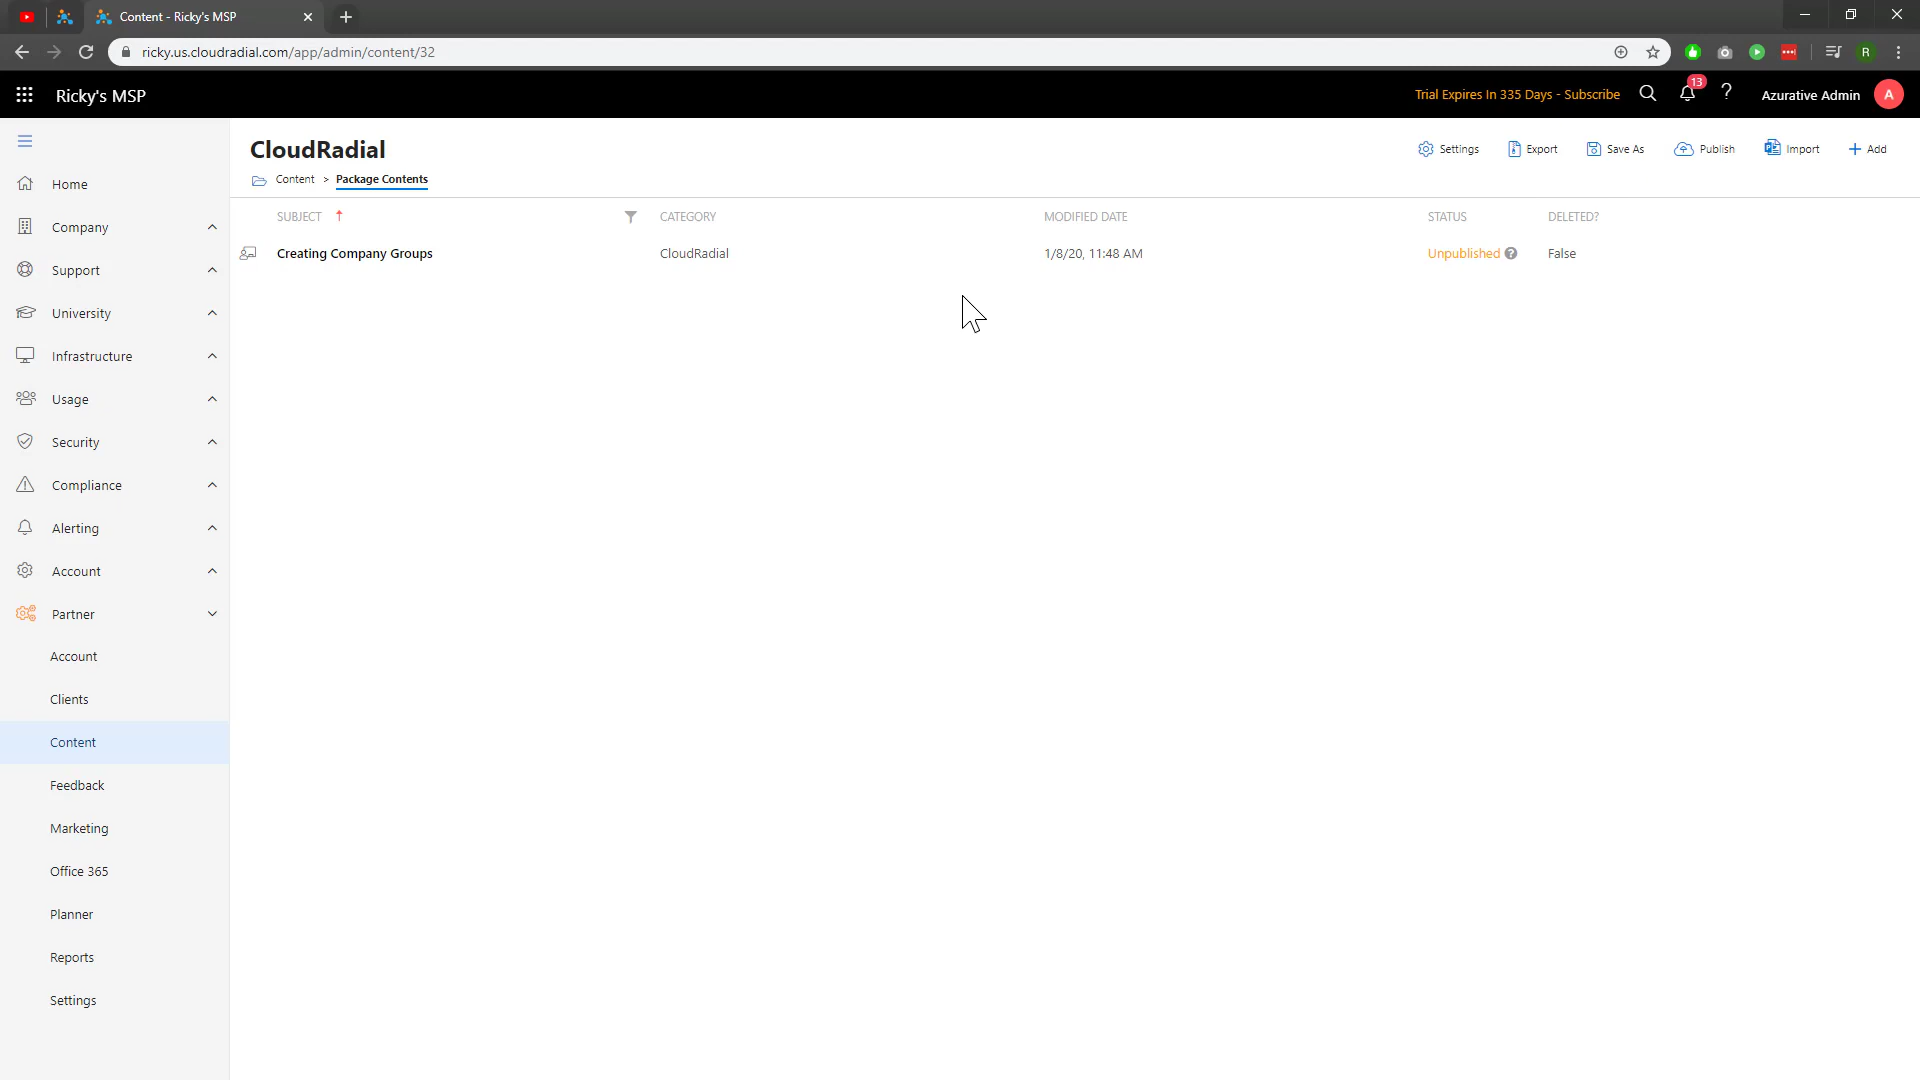 Content - Ricky's MSP
ricky.us.cloudradial.com/app/admin/content/32
R
Ricky's MSP
Trial Expires In 335 Days - Subscribe
13
?
Azurative Admin
A
CloudRadial
Settings
Export
Save As
Publish
Import
+ Add
Content > Package Contents
SUBJECT
CATEGORY
MODIFIED DATE
STATUS
DELETED?
Creating Company Groups
CloudRadial
1/8/20, 11:48 AM
Unpublished ?
False
Home
Company
Support
University
Infrastructure
Usage
Security
Compliance
Alerting
Account
Partner
Account
Clients
Content
Feedback
Marketing
Office 365
Planner
Reports
Settings